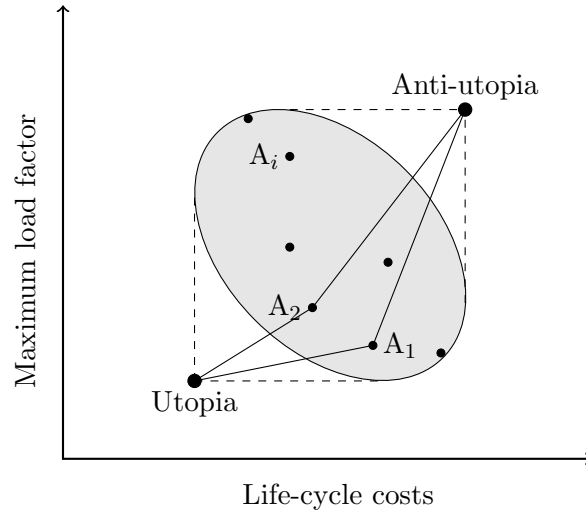 Anti-utopia
A_i
A_2
A_1
Utopia
Maximum load factor
Life-cycle costs